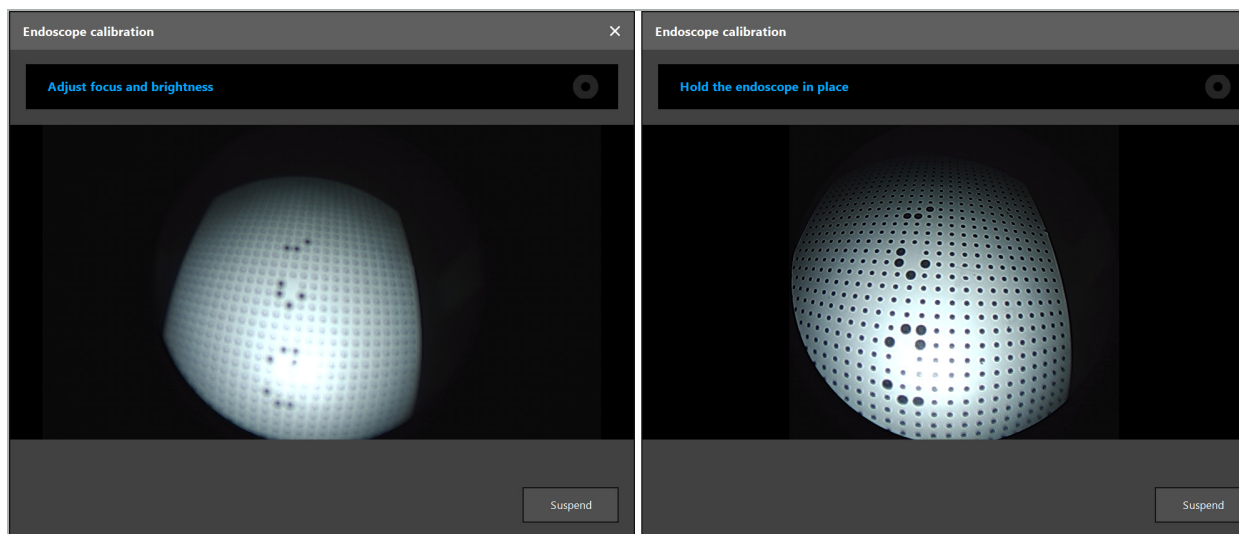 Endoscope calibration
Adjust focus and brightness
Suspend
Endoscope calibration
Hold the endoscope in place
Suspend